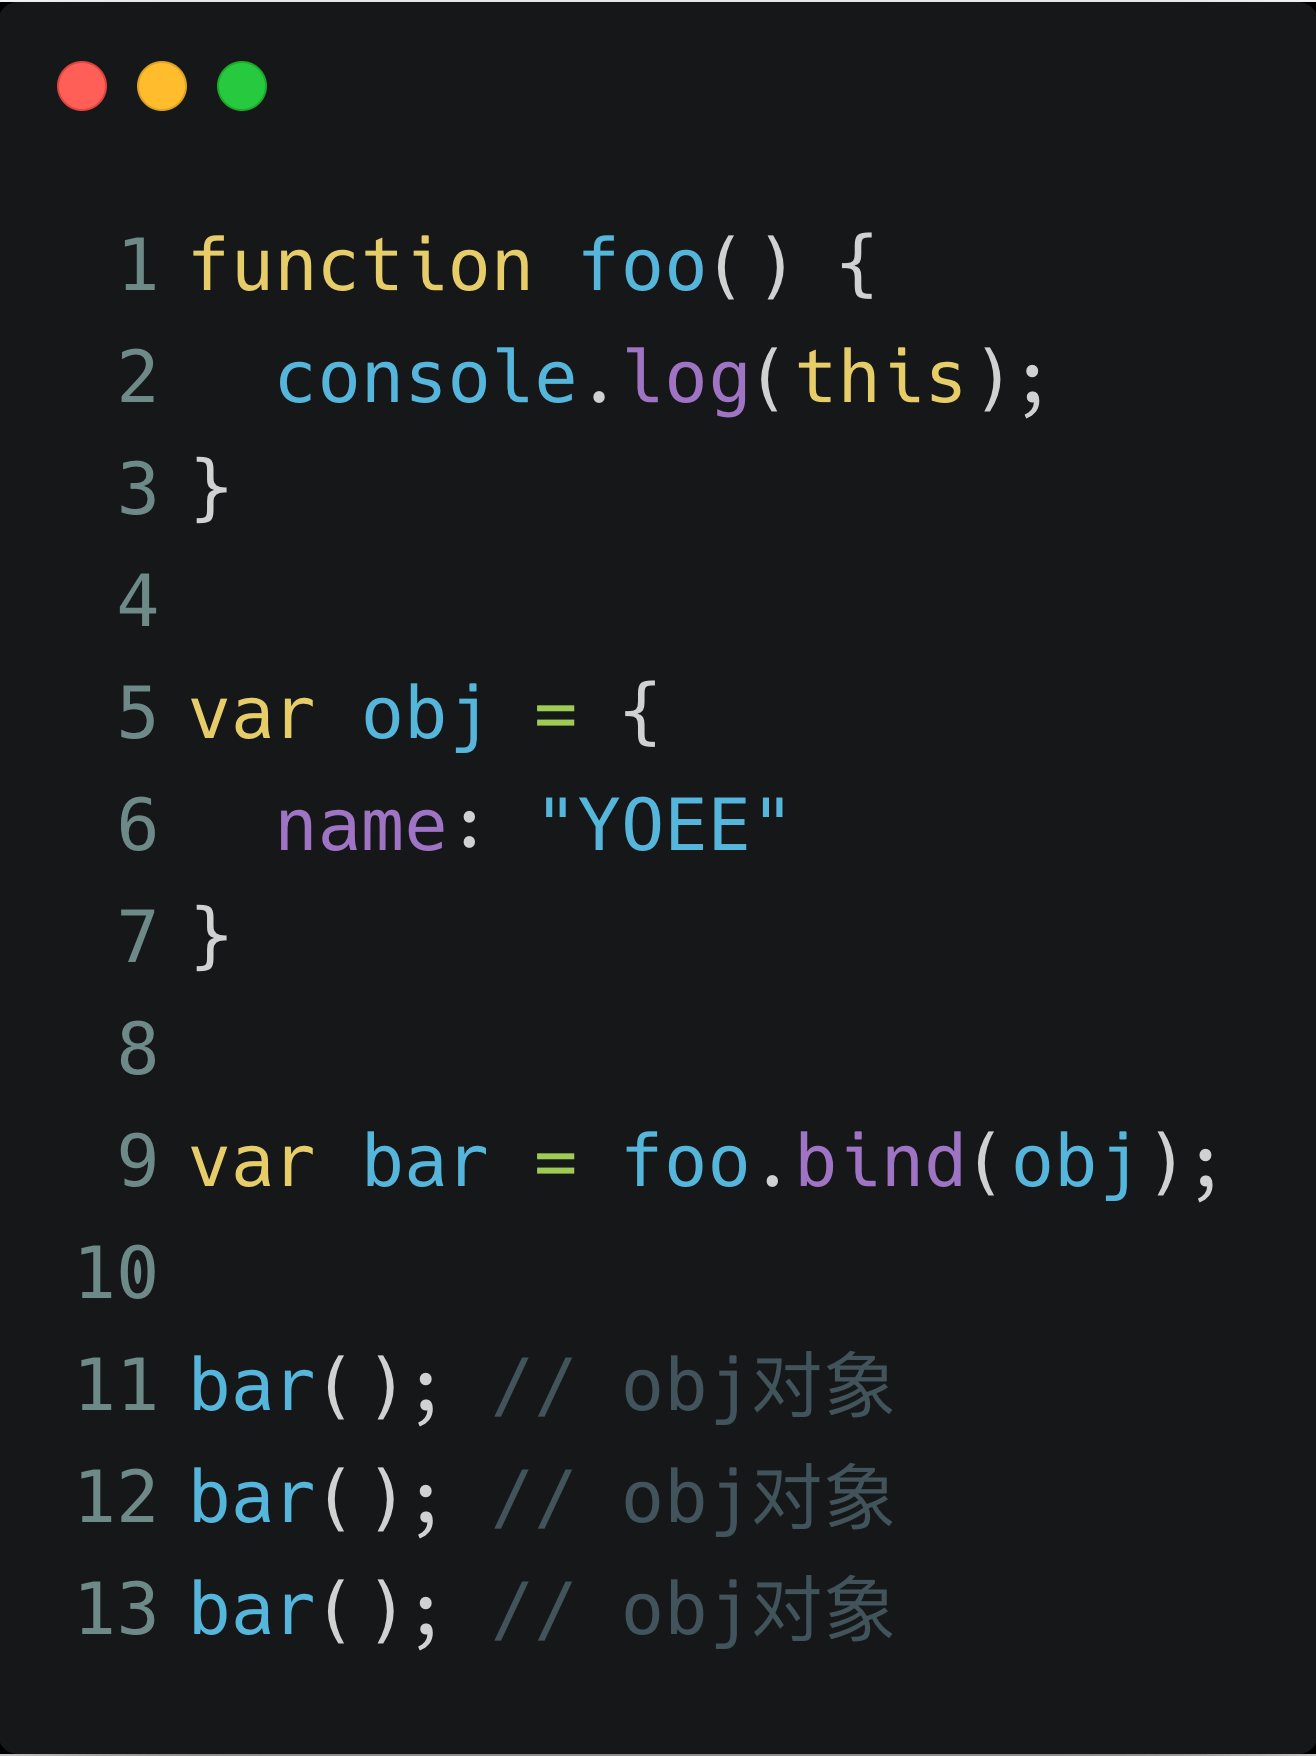 1 function foo() {
2   console.log(this);
3 }
4
5 var obj = {
6   name: "YOEE"
7 }
8
9 var bar = foo.bind(obj);
10
11 bar(); // obj对象
12 bar(); // obj对象
13 bar(); // obj对象